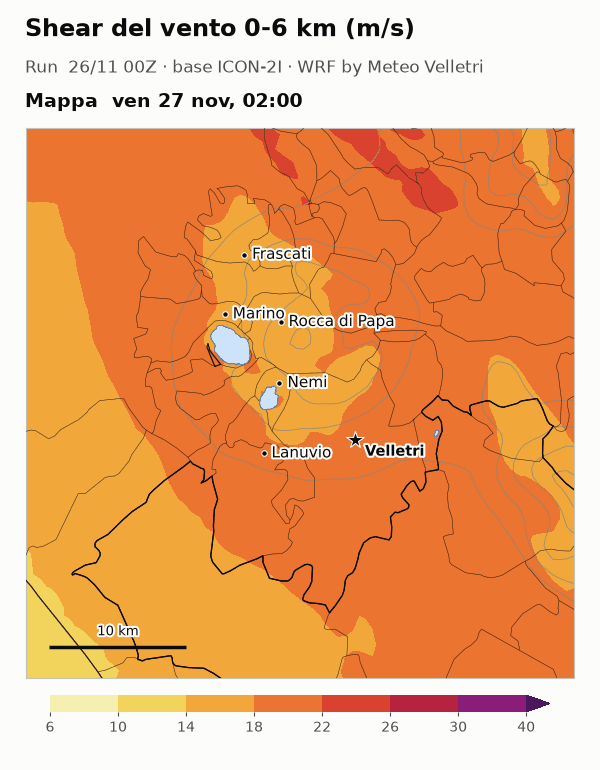 Shear del vento 0-6 km (m/s)
Run  26/11 00Z · base ICON-2I · WRF by Meteo Velletri
Mappa  ven 27 nov, 02:00
Frascati
Marino
Rocca di Papa
Nemi
Velletri
Lanuvio
10 km
6 10 14 18 22 26 30 40